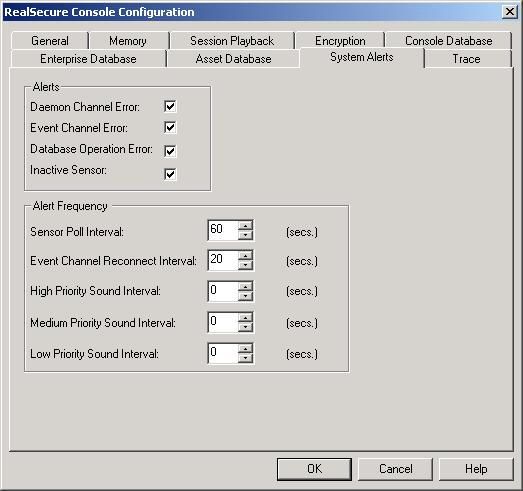 RealSecure Console Configuration
General Memory Session Playback Encryption Console Database
Enterprise Database Asset Database System Alerts Trace
Alerts
Daemon Channel Error:
Event Channel Error:
Database Operation Error:
Inactive Sensor:
Alert Frequency
Sensor Poll Interval: 60 (secs.)
Event Channel Reconnect Interval: 20 (secs.)
High Priority Sound Interval: 0 (secs.)
Medium Priority Sound Interval: 0 (secs.)
Low Priority Sound Interval: 0 (secs.)
OK Cancel Help